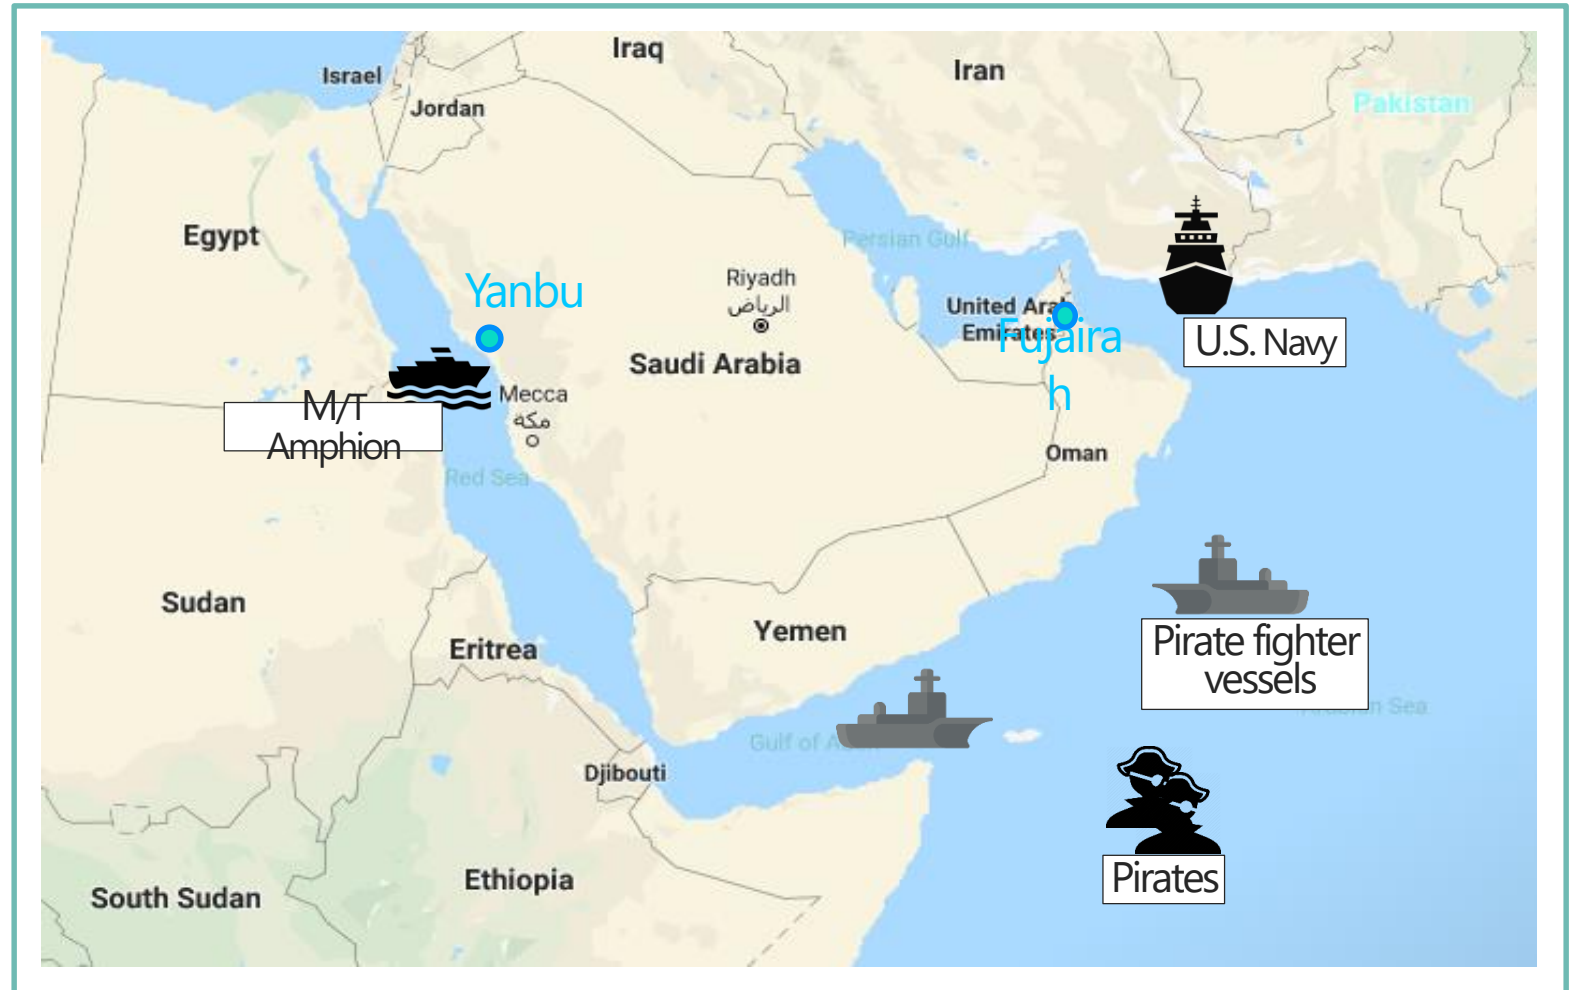 Iraq
Iran
Israel
Jordan
Pakistan
Egypt
Persian Gulf
Yanbu
Riyadh
الرياض
United Arab
Emirates
Fujaira
h
U.S. Navy
Saudi Arabia
Mecca
مكة
M/T
Amphion
Oman
Red Sea
Sudan
Eritrea
Yemen
Pirate fighter
vessels
Arabian Sea
Gulf of Aden
Djibouti
Ethiopia
South Sudan
Pirates